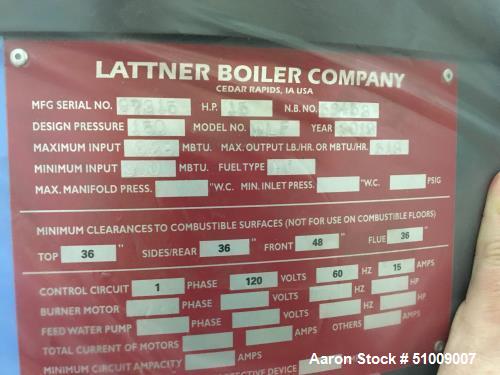 LATTNER BOILER COMPANY
CEDAR RAPIDS, IA USA
MFG SERIAL NO. H.P. 15 N.B. NO.
DESIGN PRESSURE 150 MODEL NO. WLF YEAR
MAXIMUM INPUT MBTU. MAX. OUTPUT LB/HR. OR MBTU/HR.
MINIMUM INPUT MBTU. FUEL TYPE
MAX. MANIFOLD PRESS. "W.C. MIN. INLET PRESS. "W.C. PSIG
MINIMUM CLEARANCES TO COMBUSTIBLE SURFACES (NOT FOR USE ON COMBUSTIBLE FLOORS)
TOP 36 " SIDES/REAR 36 " FRONT 48 " FLUE 36 "
CONTROL CIRCUIT 1 PHASE 120 VOLTS 60 HZ 15 AMPS
BURNER MOTOR PHASE VOLTS HZ HP
FEED WATER PUMP PHASE VOLTS HZ HP
TOTAL CURRENT OF MOTORS AMPS OTHERS AMPS
MINIMUM CIRCUIT AMPACITY AMPS
PROTECTIVE DEVICE
Aaron Stock # 51009007